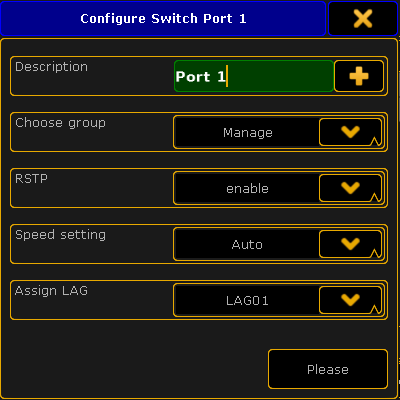 Configure Switch Port 1
Description
Port 1
Choose group
Manage
RSTP
enable
Speed setting
Auto
Assign LAG
LAG01
Please